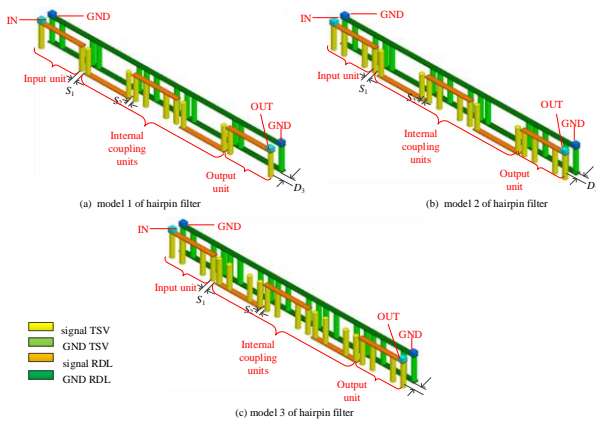 IN
GND
Input unit
S1
S2
Internal
coupling
units
Output
unit
OUT
GND
D3
(a) model 1 of hairpin filter
IN
GND
Input unit
S1
S2
Internal
coupling
units
Output
unit
OUT
GND
D
(b) model 2 of hairpin filter
IN
GND
Input unit
S1
S2
Internal
coupling
units
Output
unit
OUT
GND
signal TSV
GND TSV
signal RDL
GND RDL
(c) model 3 of hairpin filter